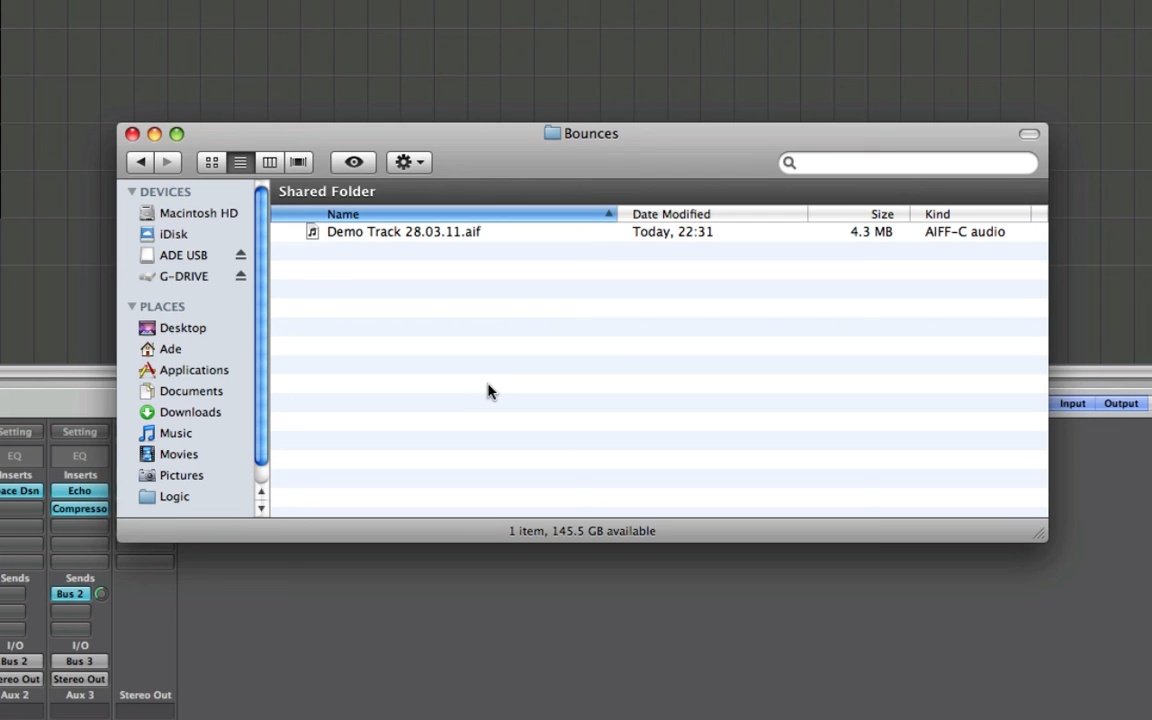 Bounces
DEVICES
Macintosh HD
iDisk
ADE USB
G-DRIVE
PLACES
Desktop
Ade
Applications
Documents
Downloads
Music
Movies
Pictures
Logic
Shared Folder
Name Date Modified Size Kind
Demo Track 28.03.11.aif Today, 22:31 4.3 MB AIFF-C audio
1 item, 145.5 GB available
Input Output
Setting Setting
EQ EQ
Inserts Inserts
ace Dsn Echo
Compresso
Sends Sends
Bus 2
I/O I/O
Bus 2 Bus 3
ereo Out Stereo Out
Aux 2 Aux 3 Stereo Out